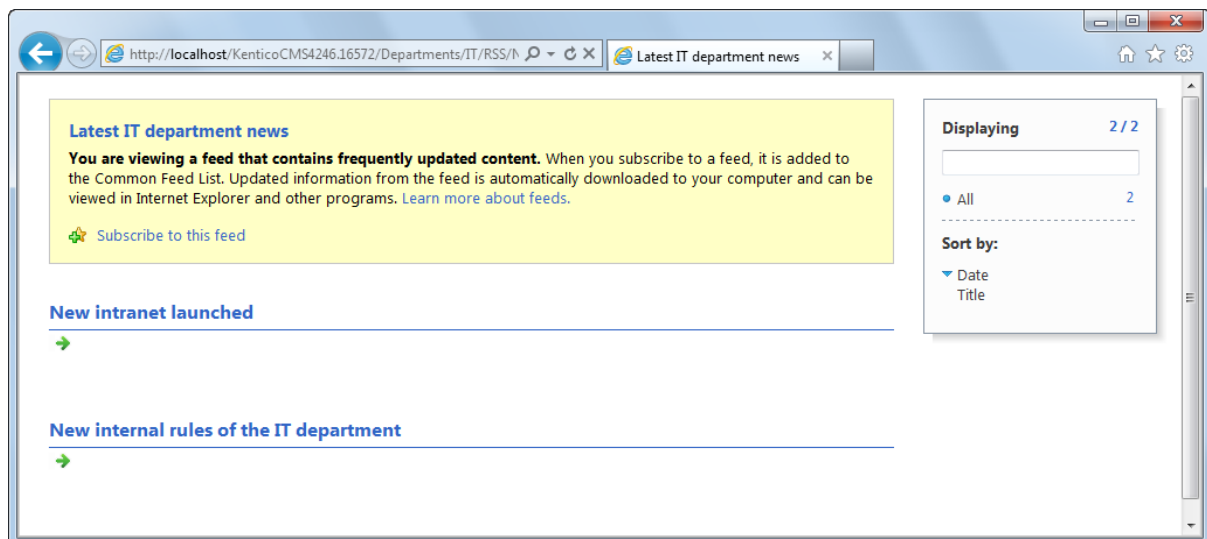 http://localhost/KenticoCMS4246.16572/Departments/IT/RSS/
Latest IT department news
Latest IT department news
You are viewing a feed that contains frequently updated content. When you subscribe to a feed, it is added to
the Common Feed List. Updated information from the feed is automatically downloaded to your computer and can be
viewed in Internet Explorer and other programs. Learn more about feeds.
Subscribe to this feed
New intranet launched
New internal rules of the IT department
Displaying 2 / 2
All 2
Sort by:
Date
Title